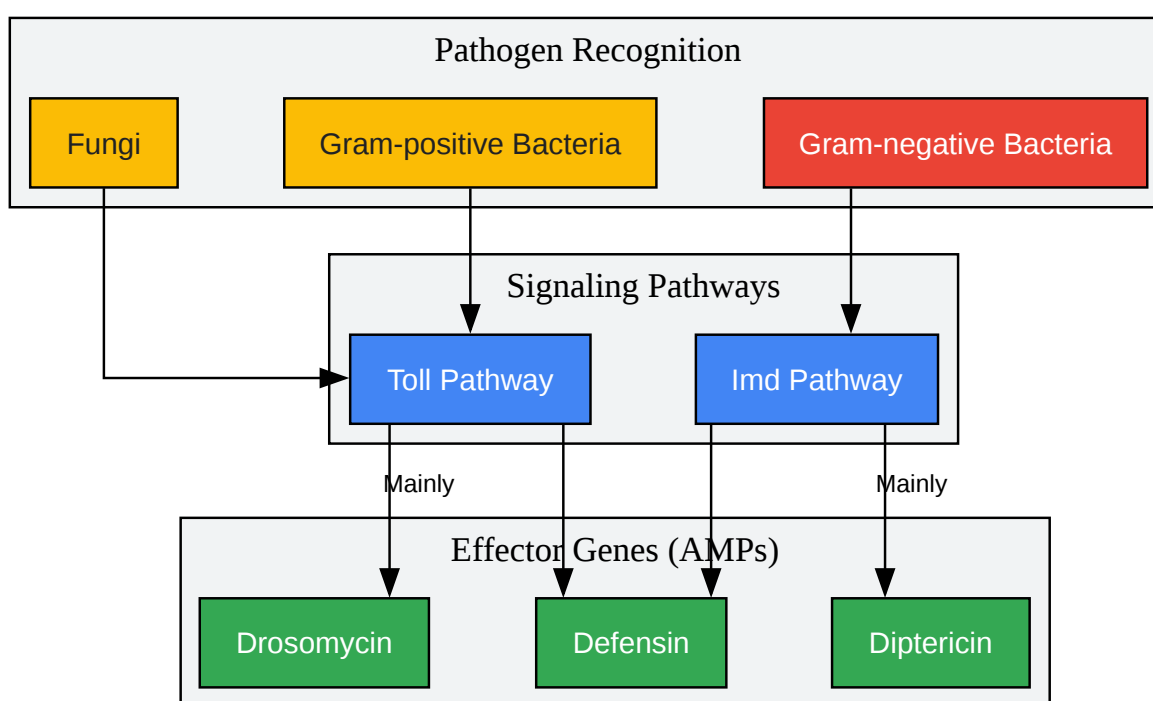 Pathogen Recognition
Fungi
Gram-positive Bacteria
Gram-negative Bacteria
Signaling Pathways
Toll Pathway
Imd Pathway
Mainly
Mainly
Effector Genes (AMPs)
Drosomycin
Defensin
Diptericin